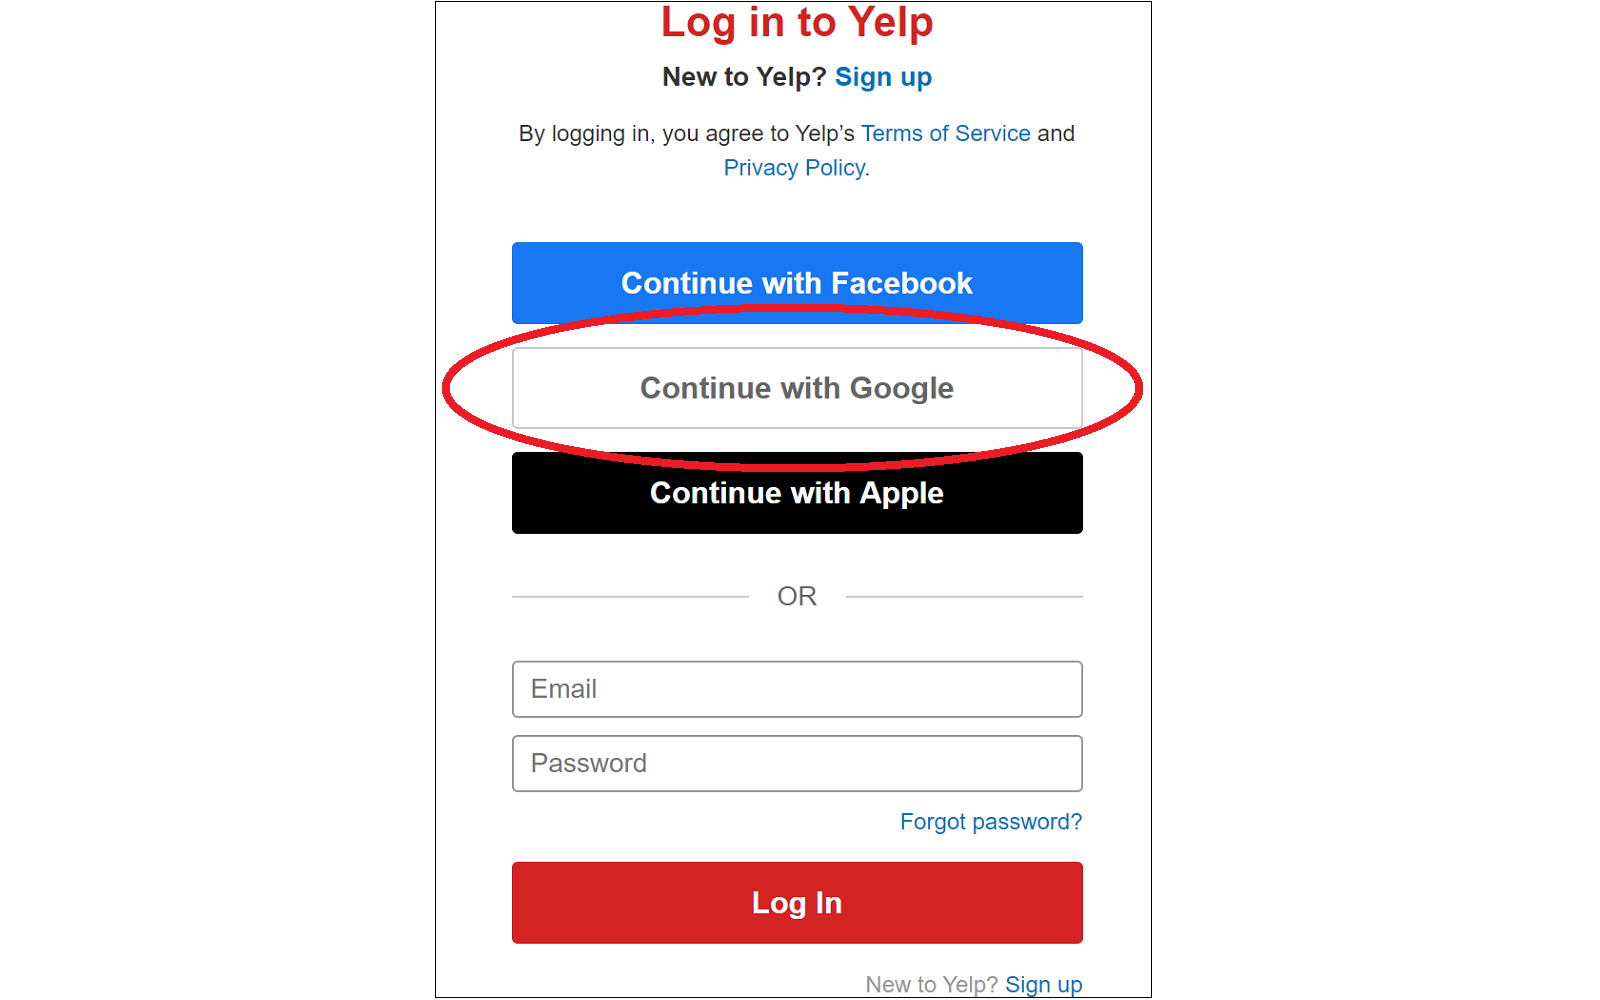 Log in to Yelp
New to Yelp? Sign up
By logging in, you agree to Yelp’s Terms of Service and
Privacy Policy.
Continue with Facebook
Continue with Google
Continue with Apple
OR
Email
Password
Forgot password?
Log In
New to Yelp? Sign up